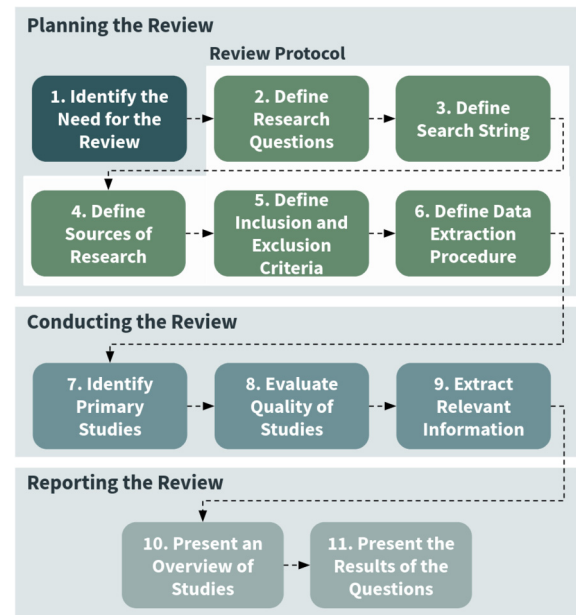 Planning the Review
Review Protocol
1. Identify the
Need for the
Review
2. Define
Research
Questions
3. Define
Search String
4. Define
Sources of
Research
5. Define
Inclusion and
Exclusion
Criteria
6. Define Data
Extraction
Procedure
Conducting the Review
7. Identify
Primary
Studies
8. Evaluate
Quality of
Studies
9. Extract
Relevant
Information
Reporting the Review
10. Present an
Overview of
Studies
11. Present the
Results of the
Questions